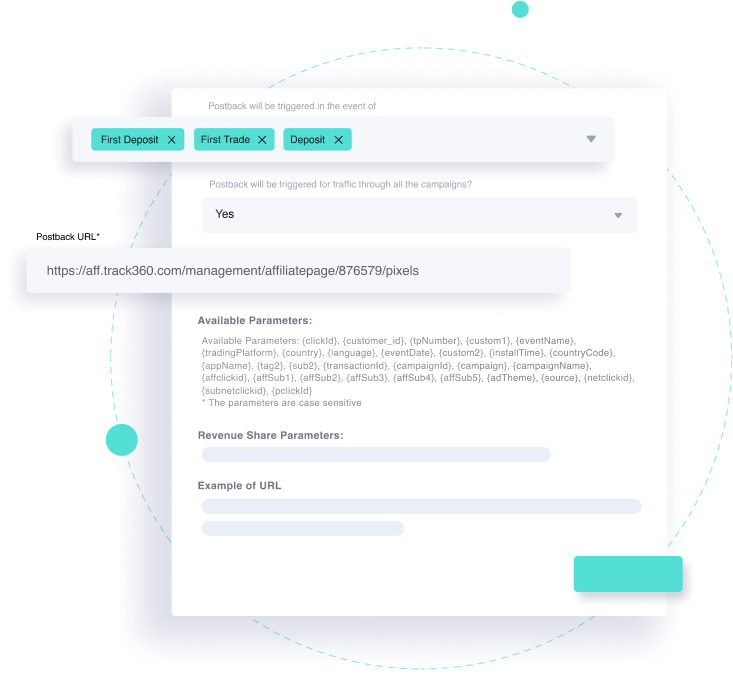 Postback will be triggered in the event of
First Deposit
First Trade
Deposit
Postback will be triggered for traffic through all the campaigns?
Yes
Postback URL*
https://aff.track360.com/management/affiliatepage/876579/pixels
Available Parameters:
Available Parameters: {clickId}, {customer_id}, {tpNumber}, {custom1}, {eventName},
{tradingPlatform}, {country}, {language}, {eventDate}, {custom2}, {installTime}, {countryCode},
{appName}, {tag2}, {sub2}, {transactionId}, {campaignId}, {campaign}, {campaignName},
{affclickid}, {affSub1}, {affSub2}, {affSub3}, {affSub4}, {affSub5}, {adTheme}, {source}, {netclickid},
{subnetclickid}, {pclickId}
* The parameters are case sensitive
Revenue Share Parameters:
Example of URL